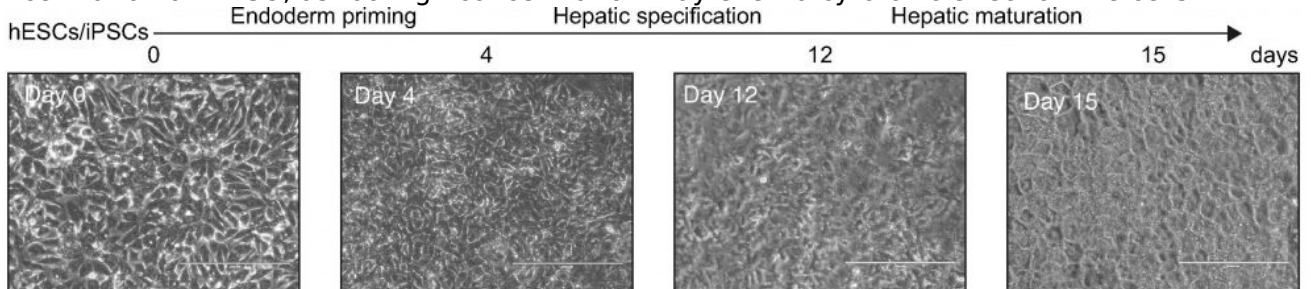 Endoderm priming Hepatic specification Hepatic maturation
hESCs/iPSCs
0 4 12 15 days
Day 0 Day 4 Day 12 Day 15